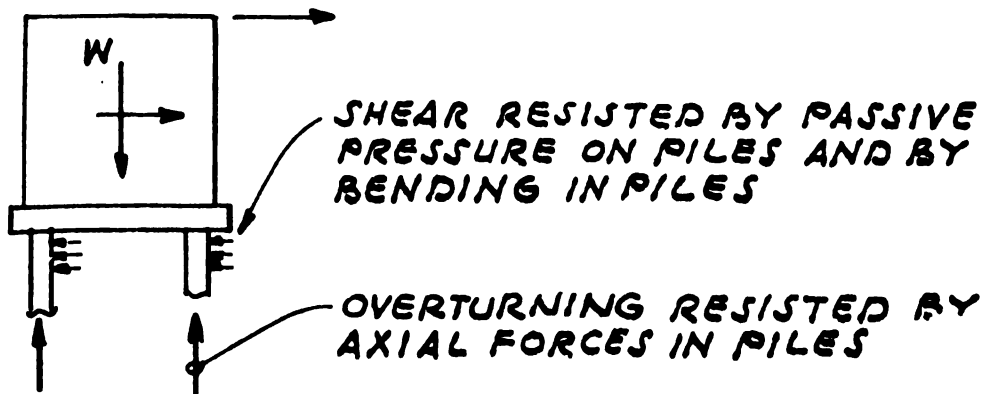 W
SHEAR RESISTED BY PASSIVE
PRESSURE ON PILES AND BY
BENDING IN PILES
OVERTURNING RESISTED BY
AXIAL FORCES IN PILES